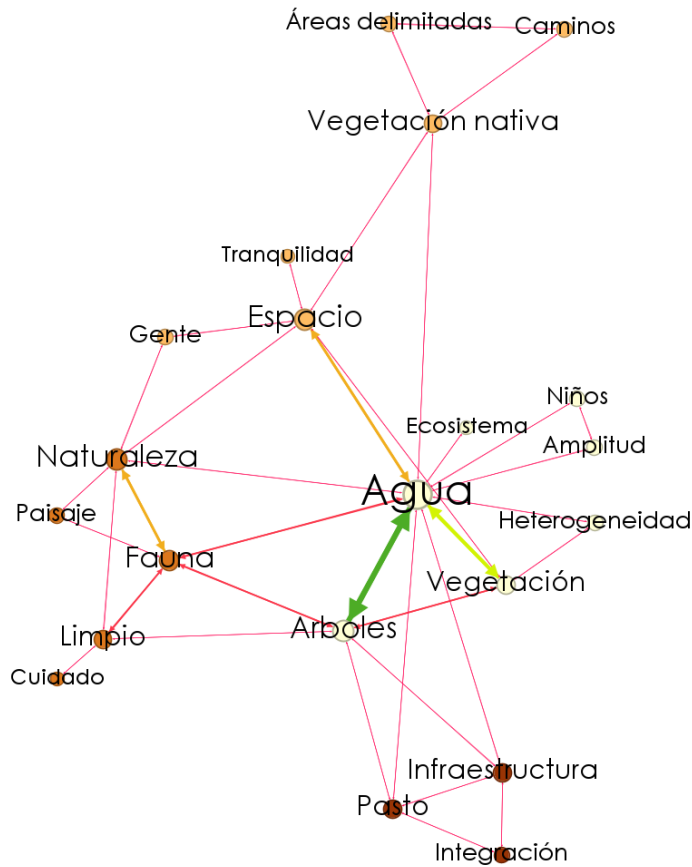 Áreas delimitadas
Caminos
Vegetación nativa
Tranquilidad
Espacio
Gente
Niños
Ecosistema
Amplitud
Naturaleza
Agua
Paisaje
Heterogeneidad
Fauna
Vegetación
Limpio
Arboles
Cuidado
Infraestructura
Pasto
Integración